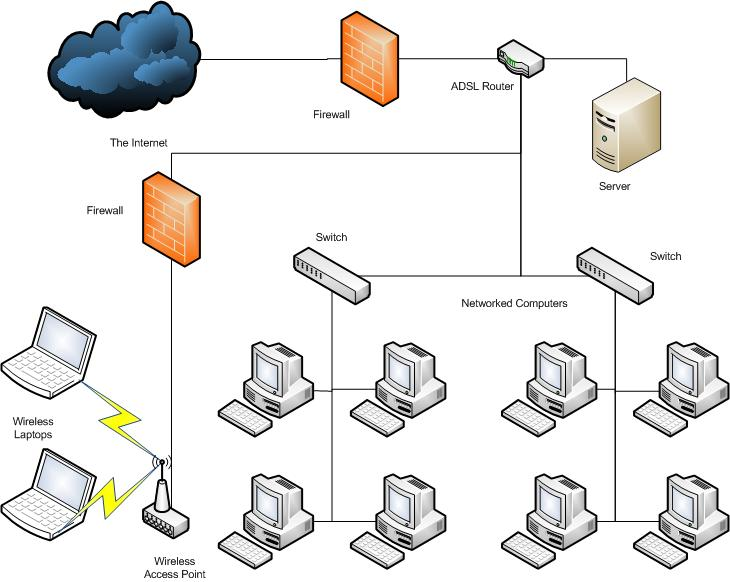 ADSL Router
Firewall
The Internet
Server
Firewall
Switch
Switch
Networked Computers
Wireless
Laptops
Wireless
Access Point